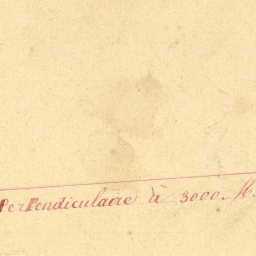 Perpendiculaire à 3000. M.